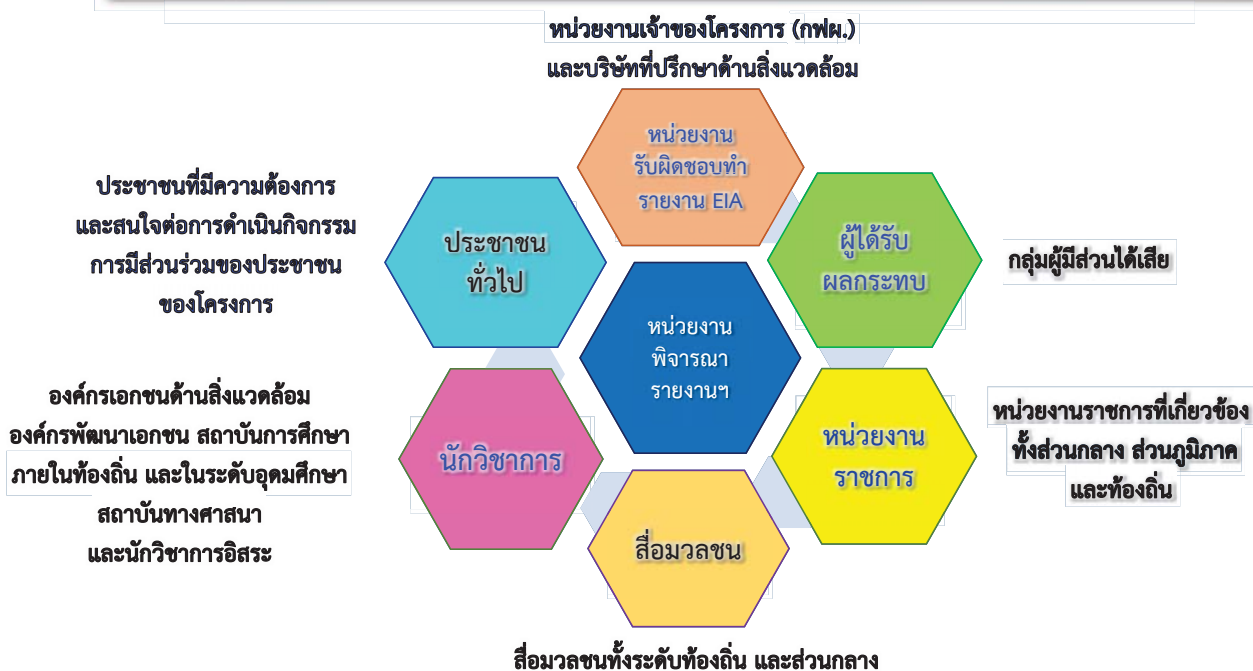 หน่วยงานเจ้าของโครงการ (กฟผ.)
และบริษัทที่ปรึกษาด้านสิ่งแวดล้อม
หน่วยงาน
รับผิดชอบทำ
รายงาน EIA
ประชาชนที่มีความต้องการ
และสนใจต่อการดำเนินกิจกรรม
การมีส่วนร่วมของประชาชน
ของโครงการ
ประชาชน
ทั่วไป
ผู้ได้รับ
ผลกระทบ
กลุ่มผู้มีส่วนได้เสีย
หน่วยงาน
พิจารณา
รายงานฯ
องค์กรเอกชนด้านสิ่งแวดล้อม
องค์กรพัฒนาเอกชน สถาบันการศึกษา
ภายในท้องถิ่น และในระดับอุดมศึกษา
สถาบันทางศาสนา
และนักวิชาการอิสระ
นักวิชาการ
หน่วยงาน
ราชการ
หน่วยงานราชการที่เกี่ยวข้อง
ทั้งส่วนกลาง ส่วนภูมิภาค
และท้องถิ่น
สื่อมวลชน
สื่อมวลชนทั้งระดับท้องถิ่น และส่วนกลาง